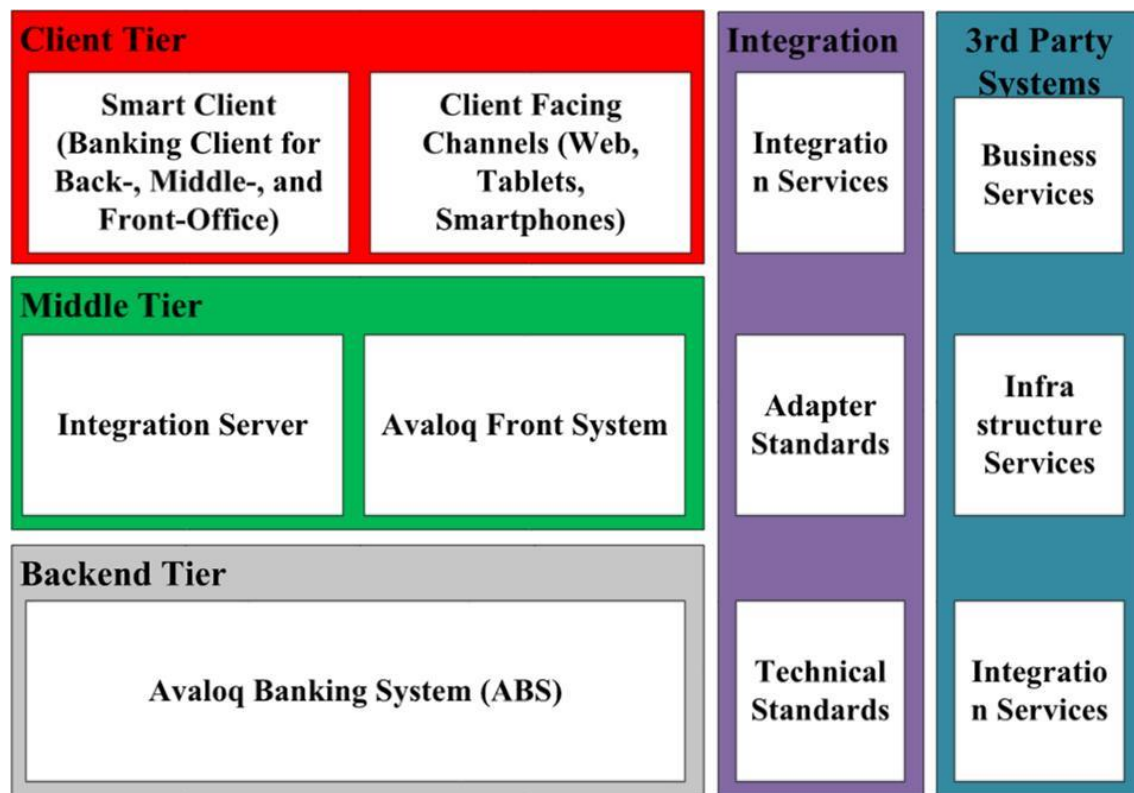 Client Tier
Smart Client
(Banking Client for
Back-, Middle-, and
Front-Office)
Client Facing
Channels (Web,
Tablets,
Smartphones)
Middle Tier
Integration Server
Avaloq Front System
Backend Tier
Avaloq Banking System (ABS)
Integration
Integratio
n Services
Adapter
Standards
Technical
Standards
3rd Party
Systems
Business
Services
Infra
structure
Services
Integratio
n Services